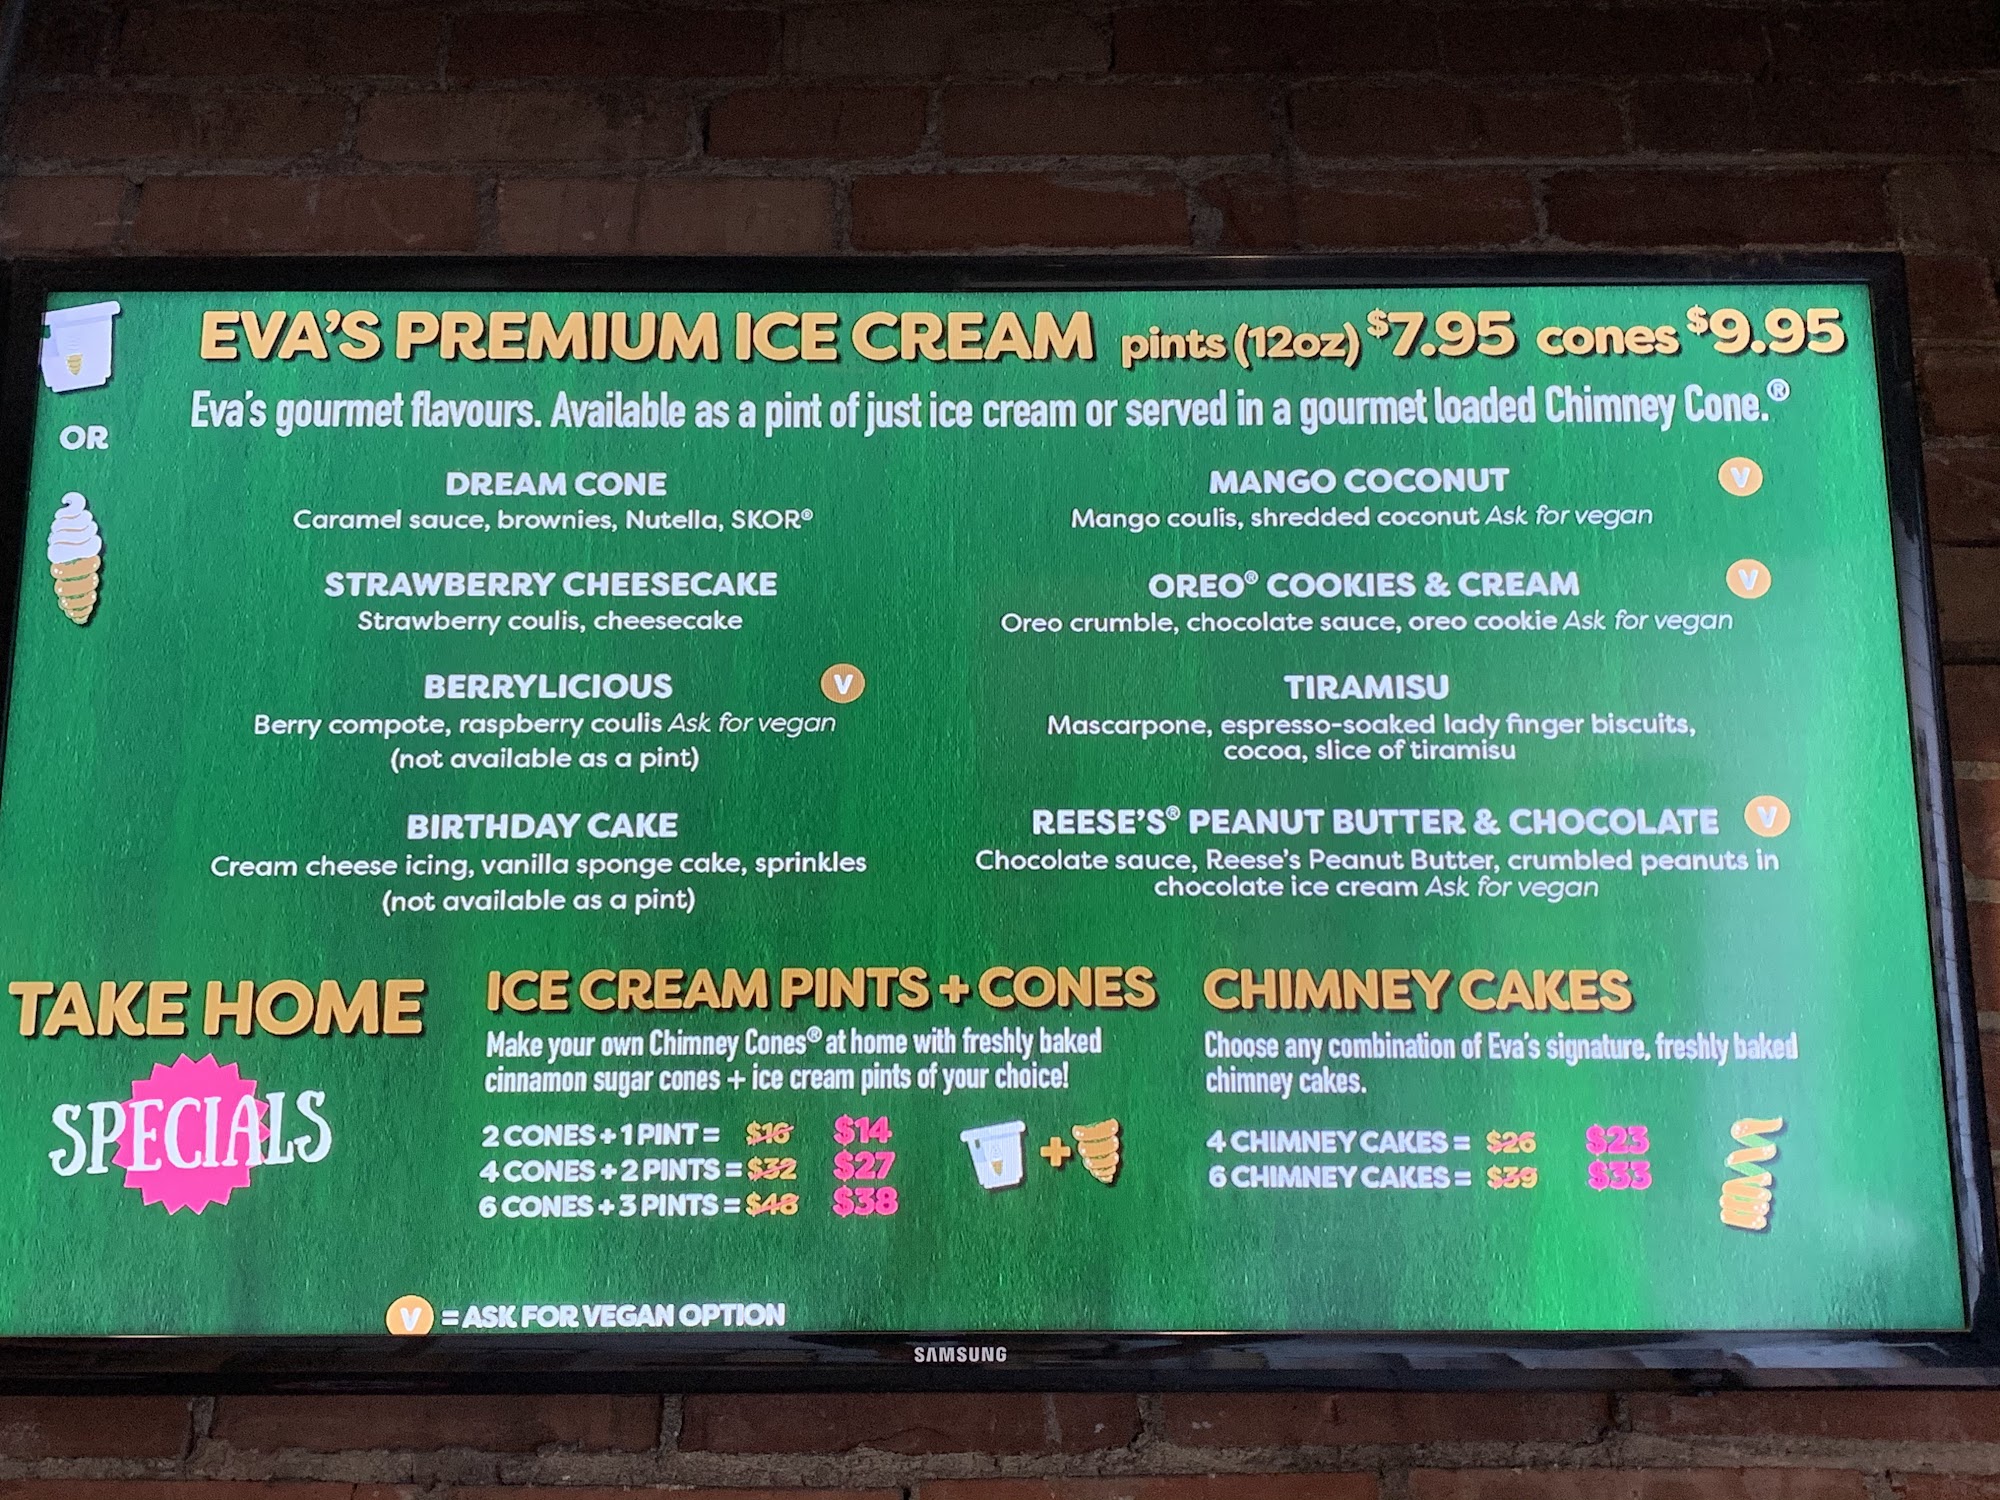 EVA'S PREMIUM ICE CREAM pints (12oz) $7.95 cones $9.95
Eva's gourmet flavours. Available as a pint of just ice cream or served in a gourmet loaded Chimney Cone.®
OR
DREAM CONE
Caramel sauce, brownies, Nutella, SKOR®
STRAWBERRY CHEESECAKE
Strawberry coulis, cheesecake
BERRYLICIOUS V
Berry compote, raspberry coulis Ask for vegan
(not available as a pint)
BIRTHDAY CAKE
Cream cheese icing, vanilla sponge cake, sprinkles
(not available as a pint)
MANGO COCONUT V
Mango coulis, shredded coconut Ask for vegan
OREO® COOKIES & CREAM V
Oreo crumble, chocolate sauce, oreo cookie Ask for vegan
TIRAMISU
Mascarpone, espresso-soaked lady finger biscuits,
cocoa, slice of tiramisu
REESE'S® PEANUT BUTTER & CHOCOLATE V
Chocolate sauce, Reese's Peanut Butter, crumbled peanuts in
chocolate ice cream Ask for vegan
TAKE HOME
SPECIALS
ICE CREAM PINTS + CONES
Make your own Chimney Cones® at home with freshly baked
cinnamon sugar cones + ice cream pints of your choice!
2 CONES + 1 PINT = $16 $14
4 CONES + 2 PINTS = $32 $27
6 CONES + 3 PINTS = $48 $38
CHIMNEY CAKES
Choose any combination of Eva's signature, freshly baked
chimney cakes.
4 CHIMNEY CAKES = $26 $23
6 CHIMNEY CAKES = $39 $33
V = ASK FOR VEGAN OPTION
SAMSUNG